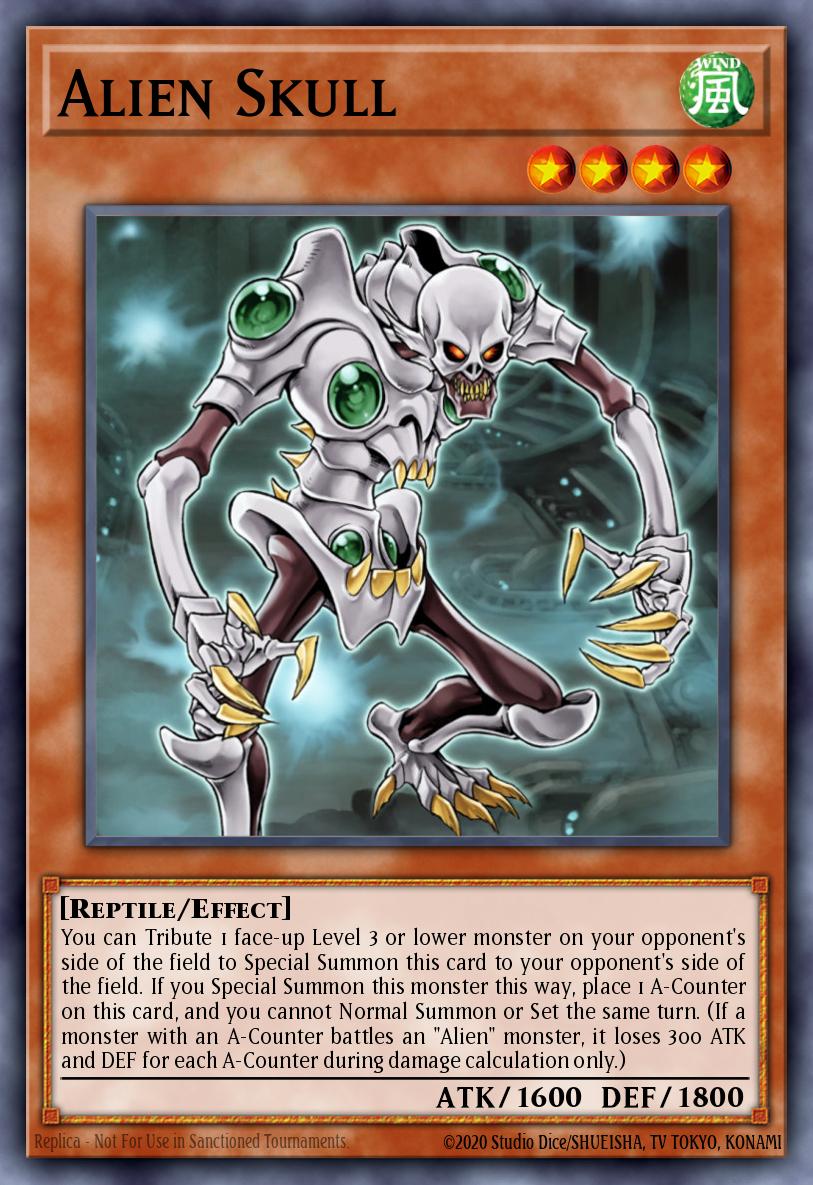 Alien Skull
WIND
風
[Reptile/Effect]
You can Tribute 1 face-up Level 3 or lower monster on your opponent's
side of the field to Special Summon this card to your opponent's side of
the field. If you Special Summon this monster this way, place 1 A-Counter
on this card, and you cannot Normal Summon or Set the same turn. (If a
monster with an A-Counter battles an "Alien" monster, it loses 300 ATK
and DEF for each A-Counter during damage calculation only.)
ATK/1600 DEF/1800
Replica - Not For Use in Sanctioned Tournaments. ©2020 Studio Dice/SHUEISHA, TV TOKYO, KONAMI